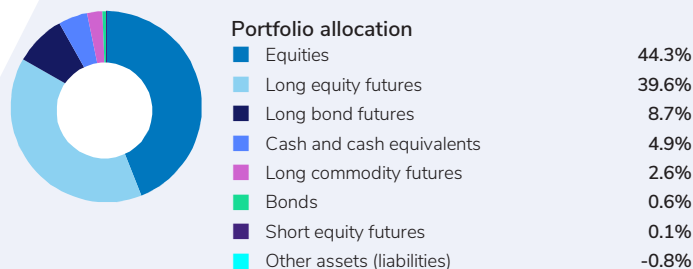 Portfolio allocation
Equities 44.3%
Long equity futures 39.6%
Long bond futures 8.7%
Cash and cash equivalents 4.9%
Long commodity futures 2.6%
Bonds 0.6%
Short equity futures 0.1%
Other assets (liabilities) -0.8%